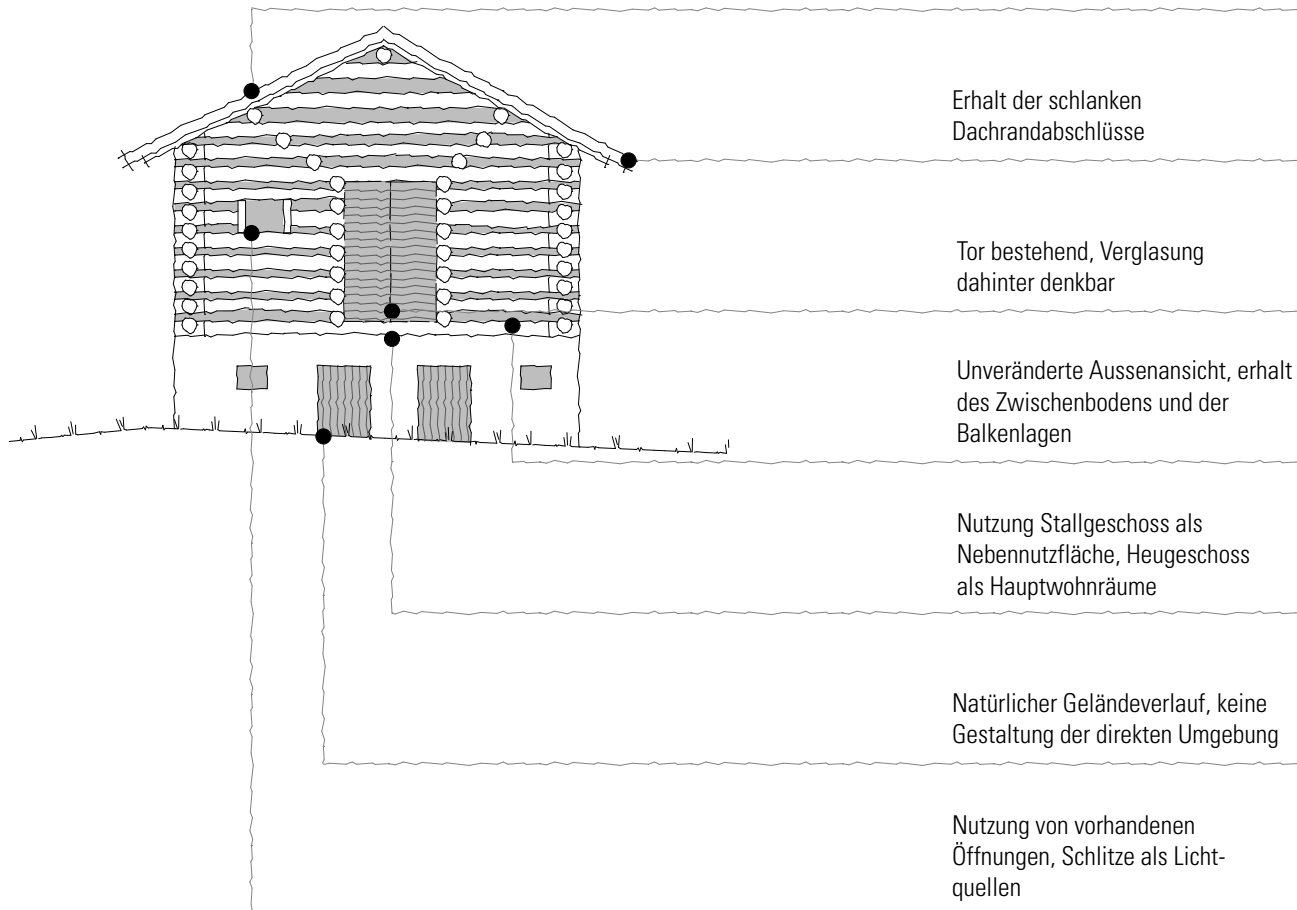 Erhalt der schlanken
Dachrandabschlüsse
Tor bestehend, Verglasung
dahinter denkbar
Unveränderte Aussenansicht, erhalt
des Zwischenbodens und der
Balkenlagen
Nutzung Stallgeschoss als
Nebennutzfläche, Heugeschoss
als Hauptwohnräume
Natürlicher Geländeverlauf, keine
Gestaltung der direkten Umgebung
Nutzung von vorhandenen
Öffnungen, Schlitze als Licht-
quellen